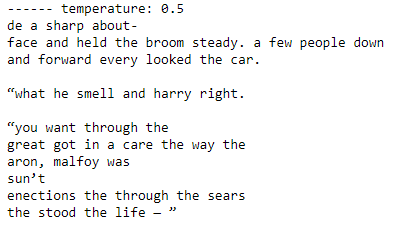 ------ temperature: 0.5
de a sharp about-
face and held the broom steady. a few people down
and forward every looked the car.
“what he smell and harry right.
“you want through the
great got in a care the way the
aron, malfoy was
sun’t
enections the through the sears
the stood the life — ”